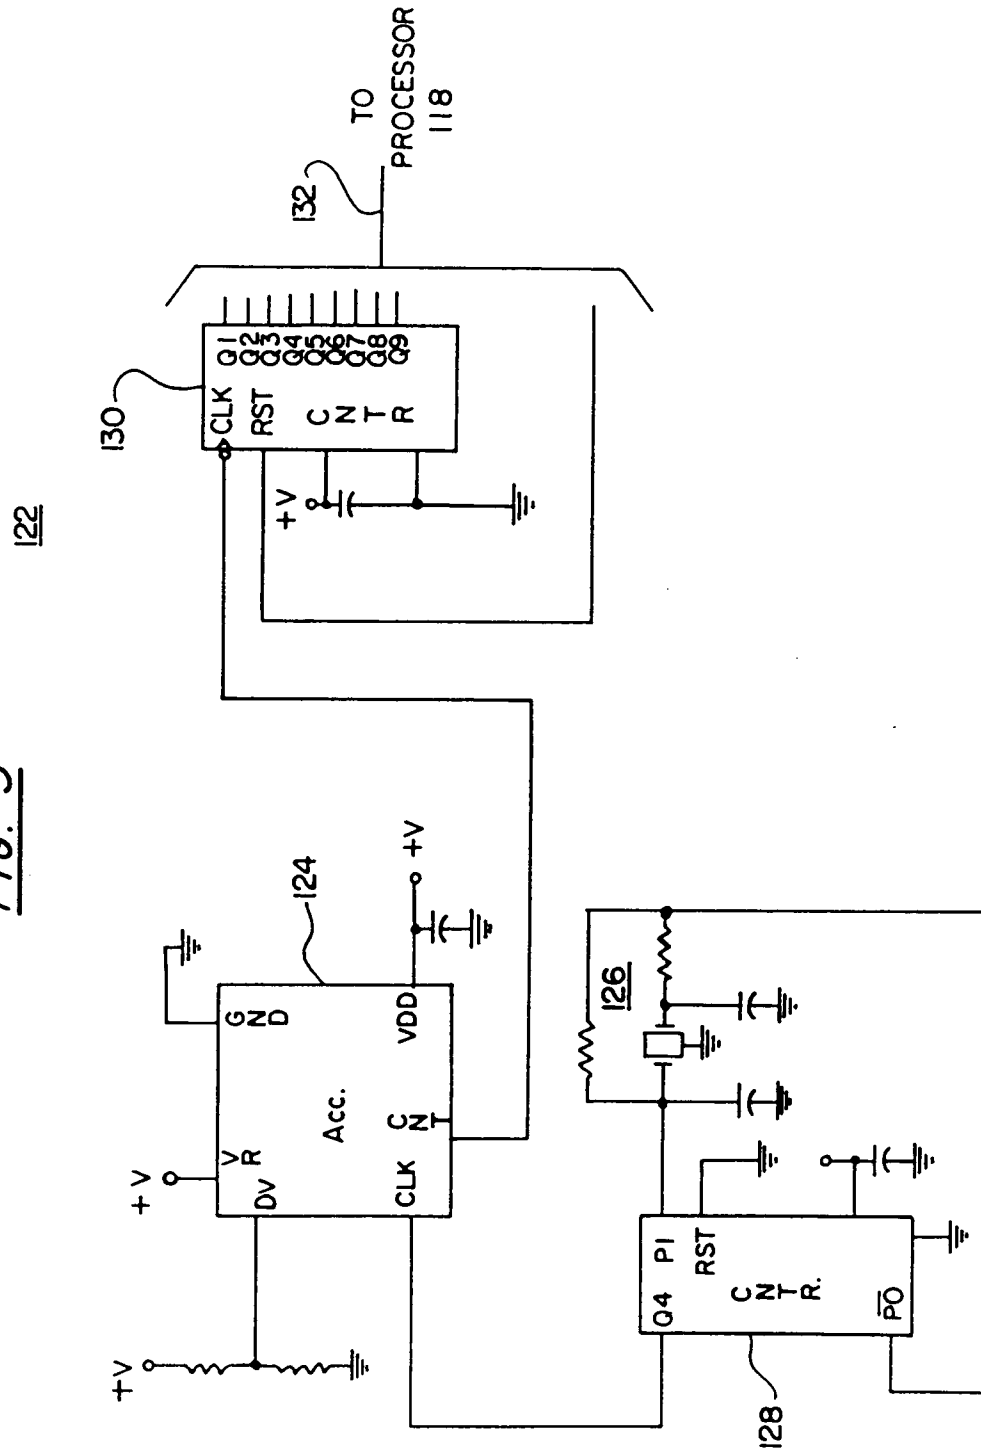 122
TO
PROCESSOR
118
132
130
CLK
RST
CNTR
Q1
Q2
Q3
Q4
Q5
Q6
Q7
Q8
Q9
+V
124
+V
GND
VR
DV
Acc.
VDD
CLK
CNT
+V
+V
126
Q4
P1
RST
CNTR.
PO
128